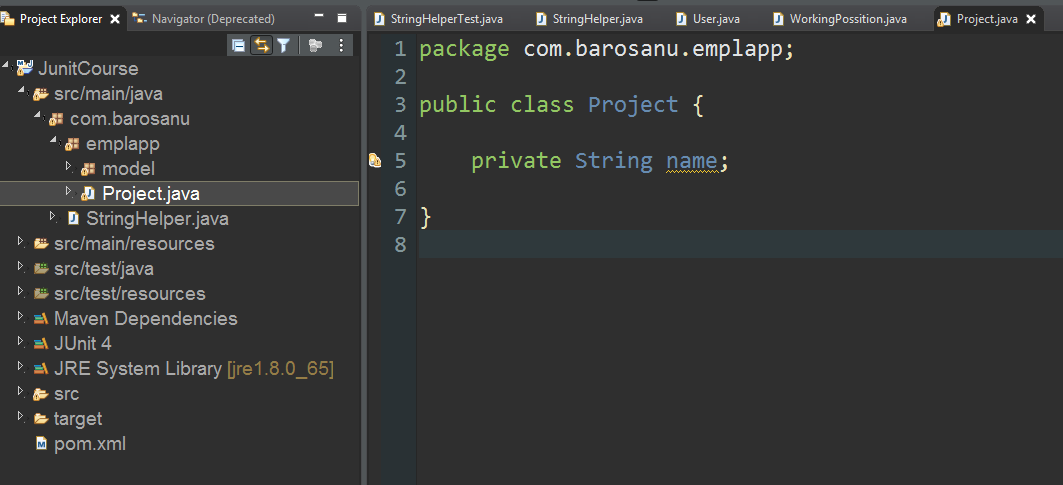 Project Explorer
Navigator (Deprecated)
JunitCourse
src/main/java
com.barosanu
emplapp
model
Project.java
StringHelper.java
src/main/resources
src/test/java
src/test/resources
Maven Dependencies
JUnit 4
JRE System Library [jre1.8.0_65]
src
target
pom.xml
StringHelperTest.java
StringHelper.java
User.java
WorkingPossition.java
Project.java
1 package com.barosanu.emplapp;
2
3 public class Project {
4
5     private String name;
6
7 }
8